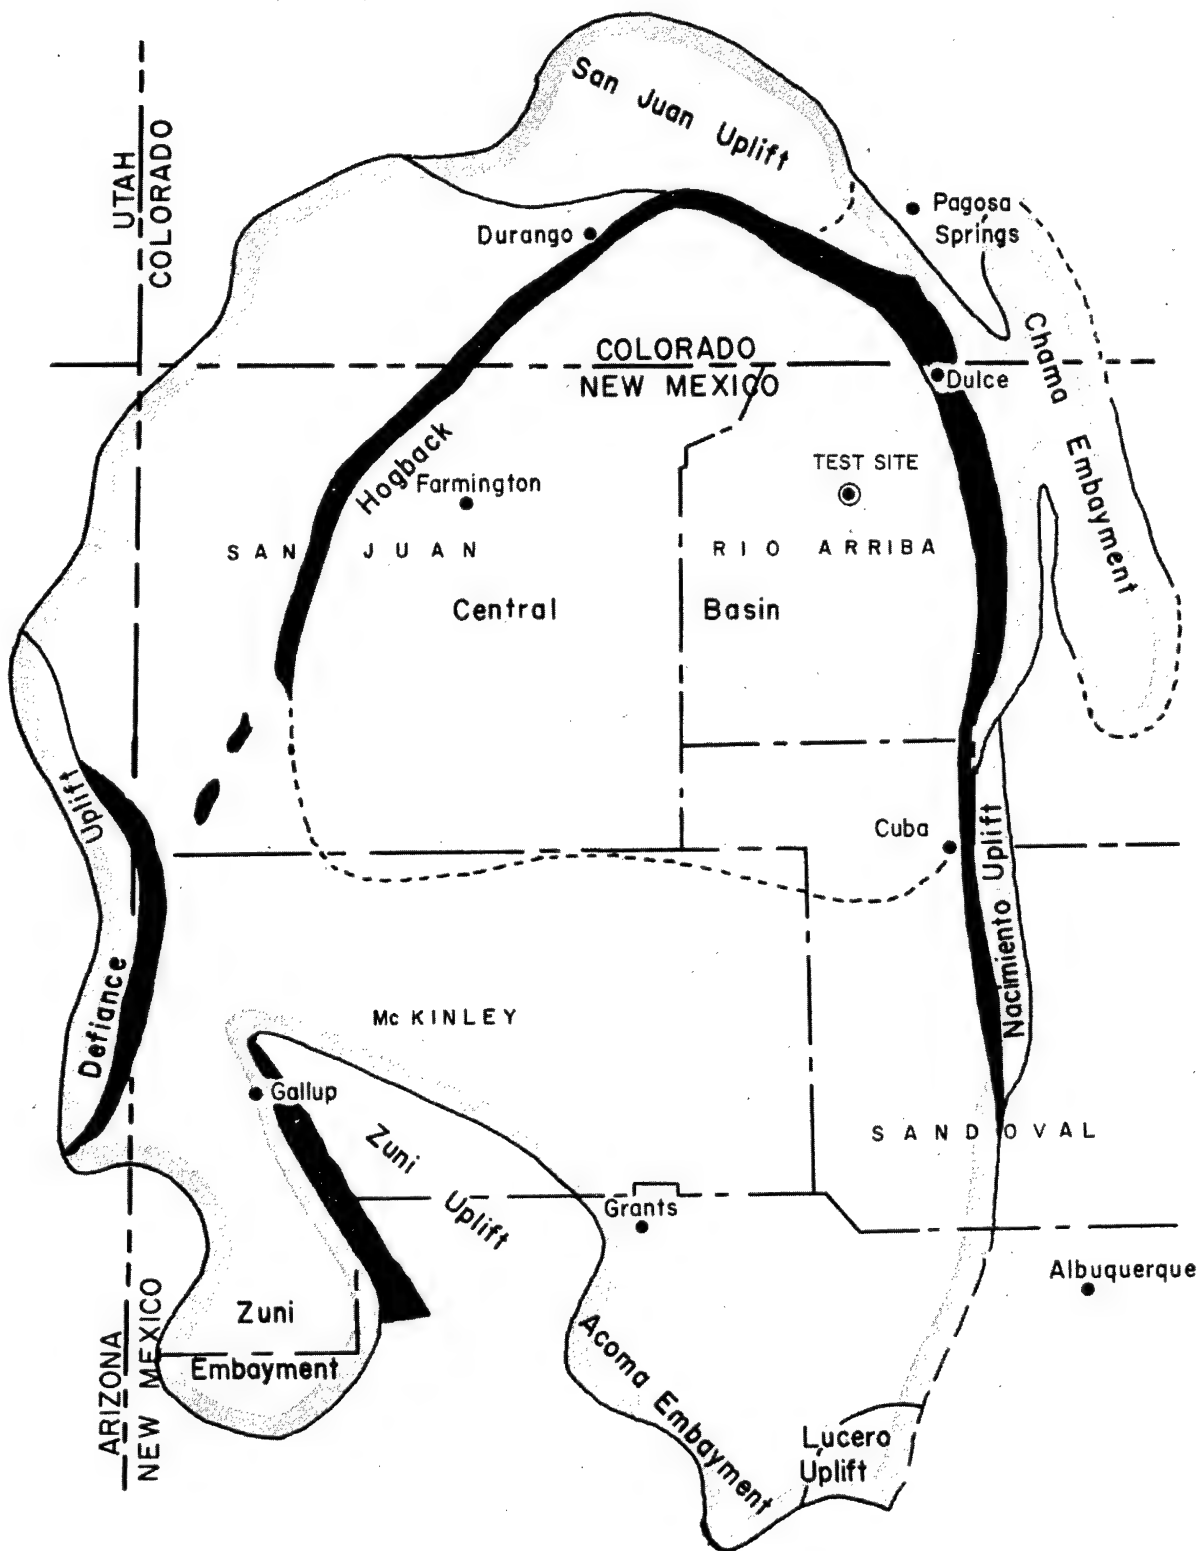 San Juan Uplift
UTAH
COLORADO
Pagosa
Springs
Durango
COLORADO
NEW MEXICO
Dulce
Chama Embayment
Hogback
Farmington
TEST SITE
SAN JUAN
RIO ARRIBA
Central Basin
Uplift
Cuba
Nacimiento Uplift
Defiance
McKINLEY
Gallup
Zuni
Uplift
SANDOVAL
Grants
Albuquerque
Zuni
Embayment
ARIZONA
NEW MEXICO
Acoma Embayment
Lucero
Uplift